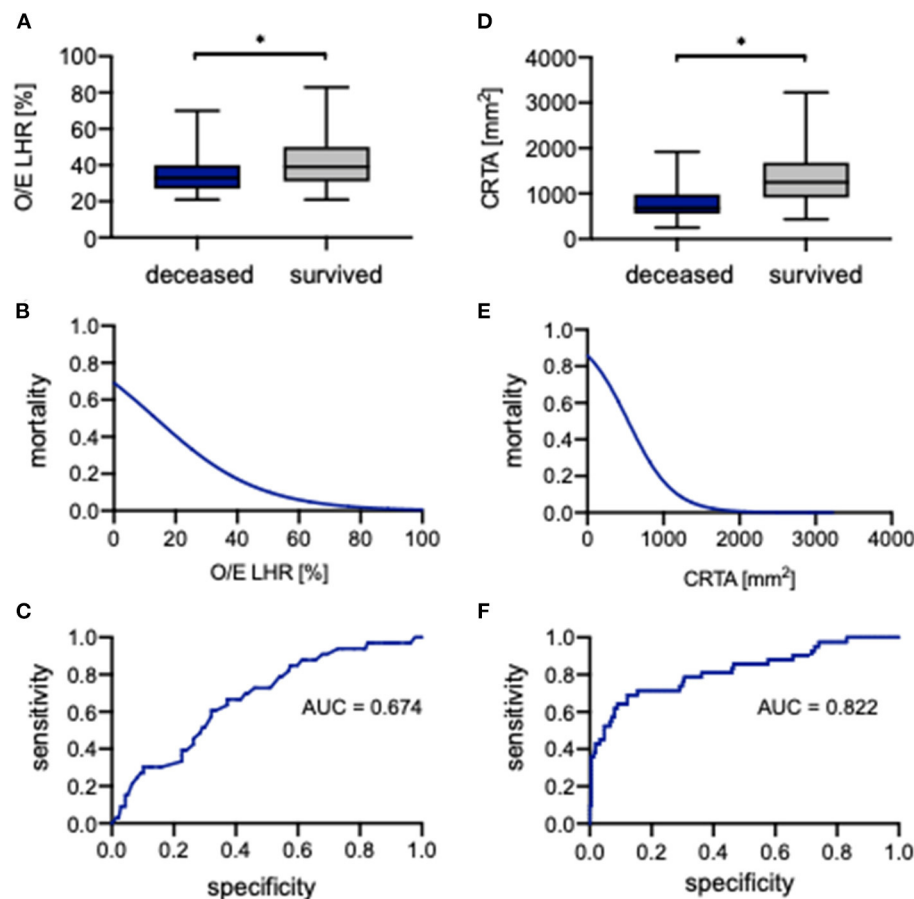 A
O/E LHR [%]
100
80
60
40
20
0
*
deceased
survived
D
CRTA [mm²]
4000
3000
2000
1000
0
*
deceased
survived
B
mortality
1.0
0.8
0.6
0.4
0.2
0.0
0 20 40 60 80 100
O/E LHR [%]
E
mortality
1.0
0.8
0.6
0.4
0.2
0.0
0 1000 2000 3000 4000
CRTA [mm²]
C
sensitivity
1.0
0.8
0.6
0.4
0.2
0.0
AUC = 0.674
0.0 0.2 0.4 0.6 0.8 1.0
specificity
F
sensitivity
1.0
0.8
0.6
0.4
0.2
0.0
AUC = 0.822
0.0 0.2 0.4 0.6 0.8 1.0
specificity